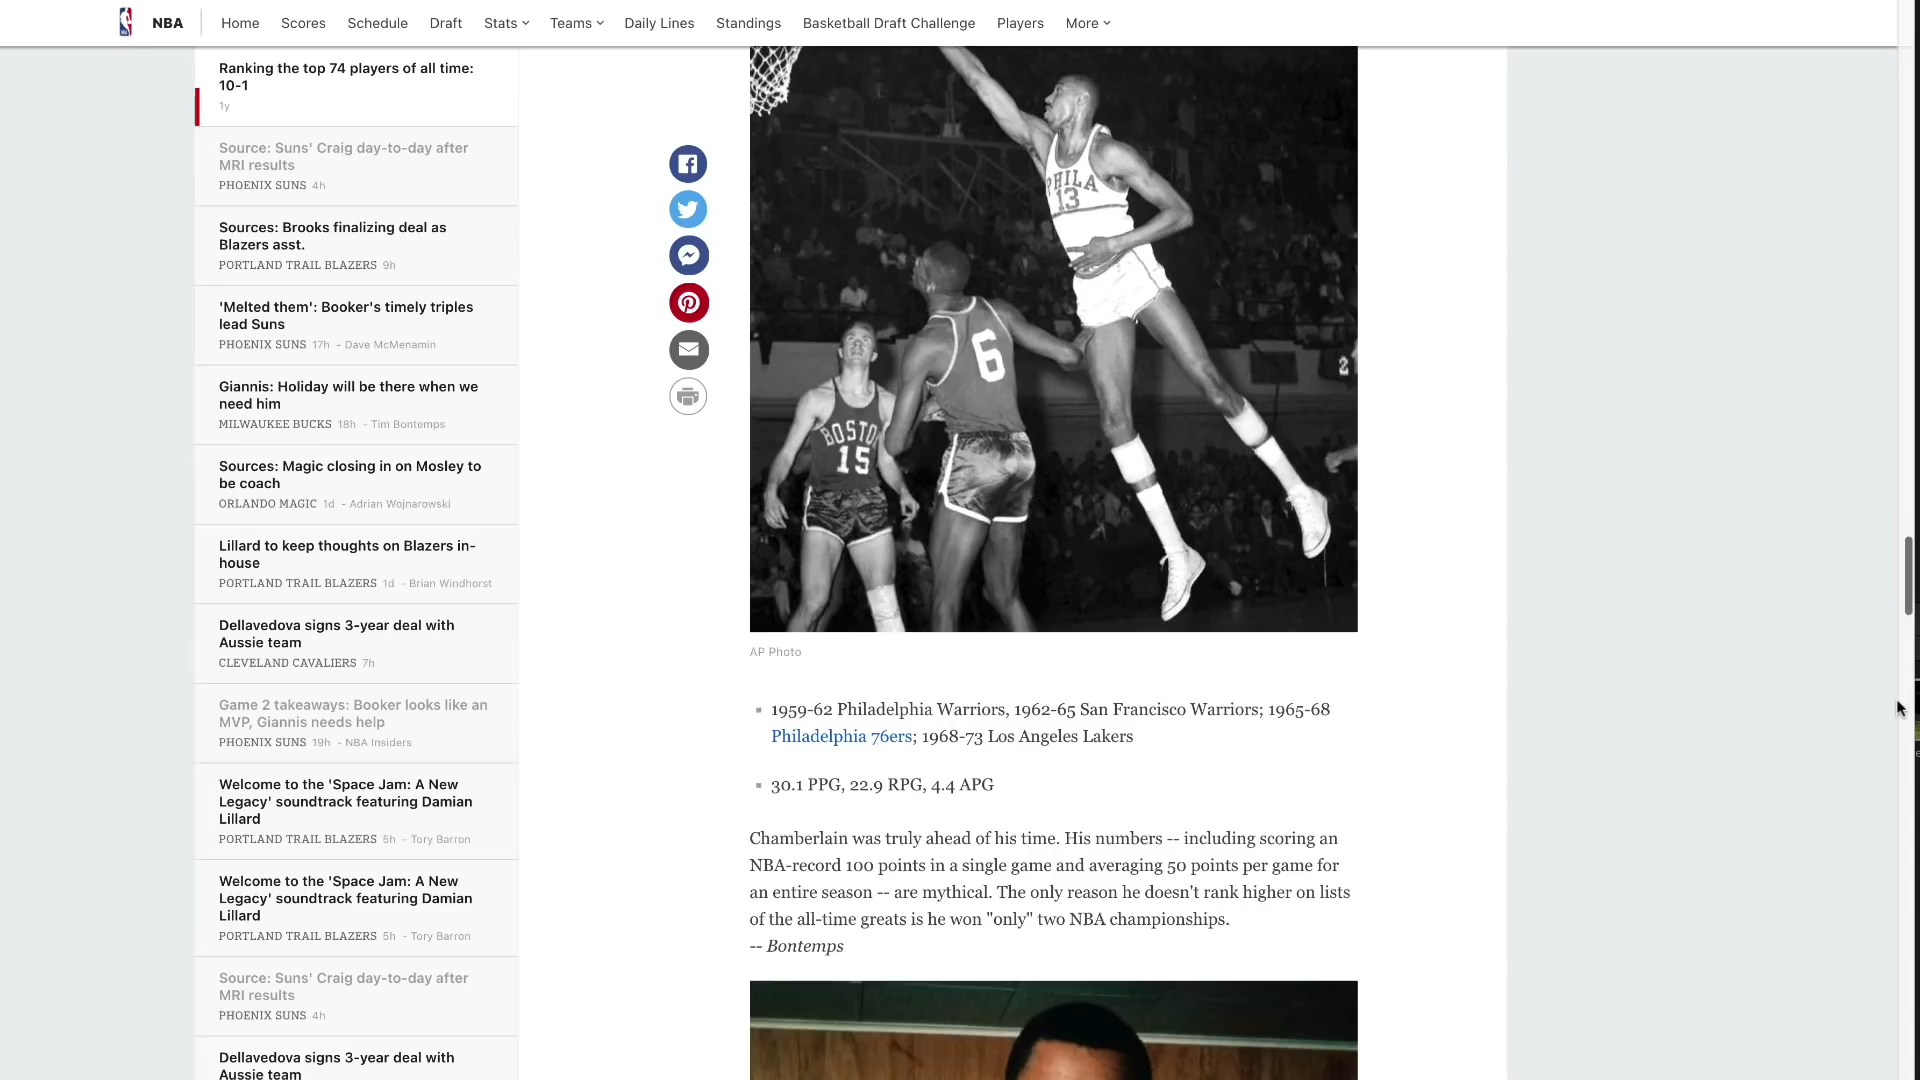 NBA
Home
Scores
Schedule
Draft
Stats
Teams
Daily Lines
Standings
Basketball Draft Challenge
Players
More
Ranking the top 74 players of all time:
10-1
1y
Source: Suns' Craig day-to-day after
MRI results
PHOENIX SUNS 4h
Sources: Brooks finalizing deal as
Blazers asst.
PORTLAND TRAIL BLAZERS 9h
'Melted them': Booker's timely triples
lead Suns
PHOENIX SUNS 17h - Dave McMenamin
Giannis: Holiday will be there when we
need him
MILWAUKEE BUCKS 18h - Tim Bontemps
Sources: Magic closing in on Mosley to
be coach
ORLANDO MAGIC 1d - Adrian Wojnarowski
Lillard to keep thoughts on Blazers in-
house
PORTLAND TRAIL BLAZERS 1d - Brian Windhorst
Dellavedova signs 3-year deal with
Aussie team
CLEVELAND CAVALIERS 7h
Game 2 takeaways: Booker looks like an
MVP, Giannis needs help
PHOENIX SUNS 19h - NBA Insiders
Welcome to the 'Space Jam: A New
Legacy' soundtrack featuring Damian
Lillard
PORTLAND TRAIL BLAZERS 5h - Tory Barron
Welcome to the 'Space Jam: A New
Legacy' soundtrack featuring Damian
Lillard
PORTLAND TRAIL BLAZERS 5h - Tory Barron
Source: Suns' Craig day-to-day after
MRI results
PHOENIX SUNS 4h
Dellavedova signs 3-year deal with
Aussie team
PHILA
13
6
BOSTO
15
2
AP Photo
1959-62 Philadelphia Warriors, 1962-65 San Francisco Warriors; 1965-68
Philadelphia 76ers; 1968-73 Los Angeles Lakers
30.1 PPG, 22.9 RPG, 4.4 APG
Chamberlain was truly ahead of his time. His numbers -- including scoring an
NBA-record 100 points in a single game and averaging 50 points per game for
an entire season -- are mythical. The only reason he doesn't rank higher on lists
of the all-time greats is he won "only" two NBA championships.
-- Bontemps